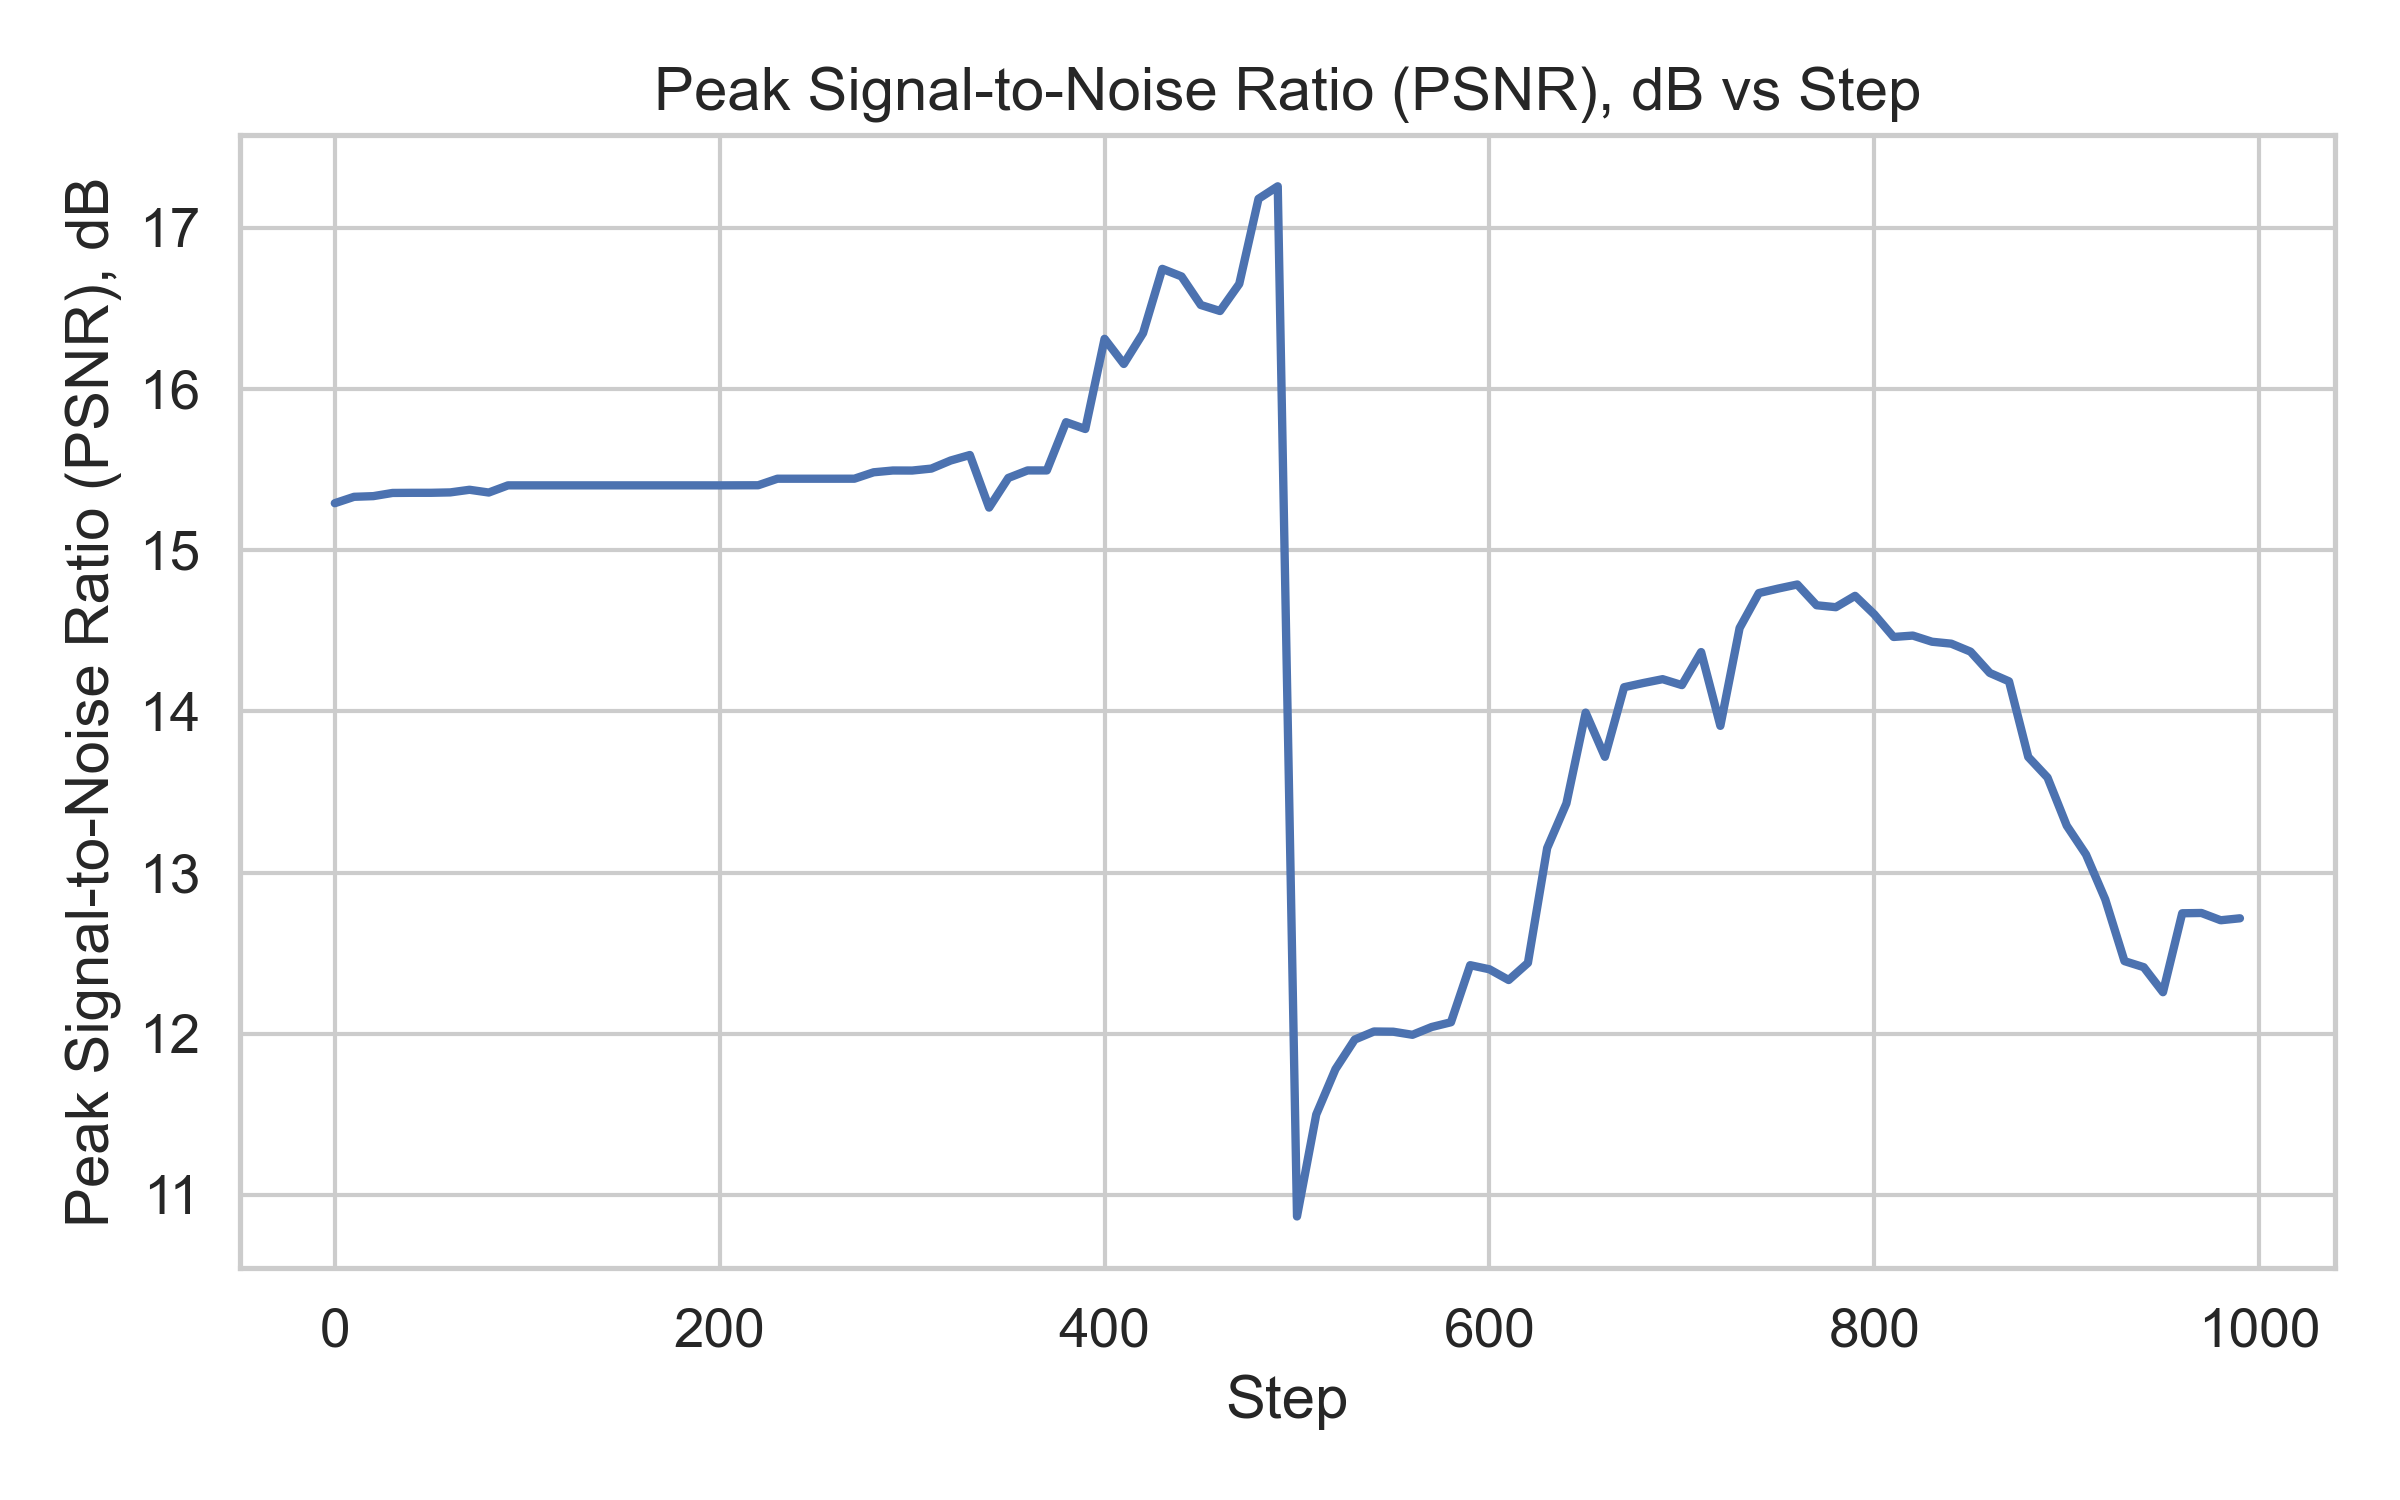 Peak Signal-to-Noise Ratio (PSNR), dB vs Step
Peak Signal-to-Noise Ratio (PSNR), dB
17
16
15
14
13
12
11
0 200 400 600 800 1000
Step